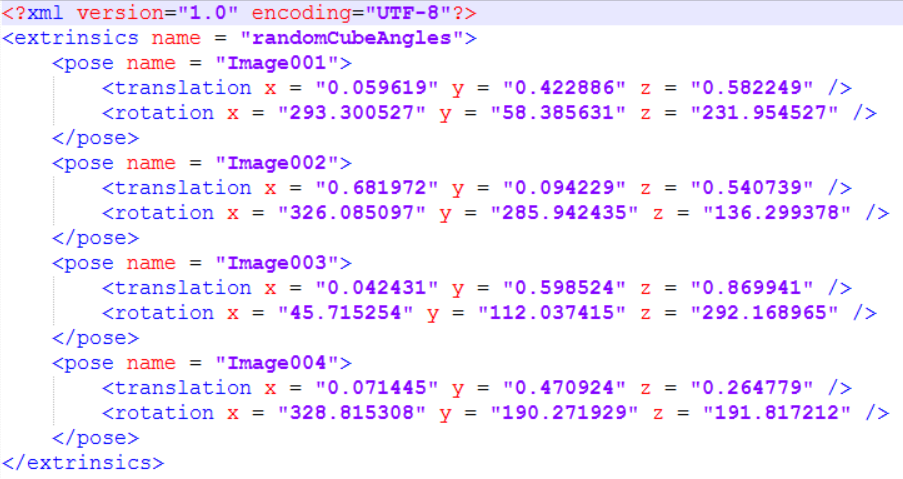 <?xml version="1.0" encoding="UTF-8"?>
<extrinsics name = "randomCubeAngles">
    <pose name = "Image001">
        <translation x = "0.059619" y = "0.422886" z = "0.582249" />
        <rotation x = "293.300527" y = "58.385631" z = "231.954527" />
    </pose>
    <pose name = "Image002">
        <translation x = "0.681972" y = "0.094229" z = "0.540739" />
        <rotation x = "326.085097" y = "285.942435" z = "136.299378" />
    </pose>
    <pose name = "Image003">
        <translation x = "0.042431" y = "0.598524" z = "0.869941" />
        <rotation x = "45.715254" y = "112.037415" z = "292.168965" />
    </pose>
    <pose name = "Image004">
        <translation x = "0.071445" y = "0.470924" z = "0.264779" />
        <rotation x = "328.815308" y = "190.271929" z = "191.817212" />
    </pose>
</extrinsics>